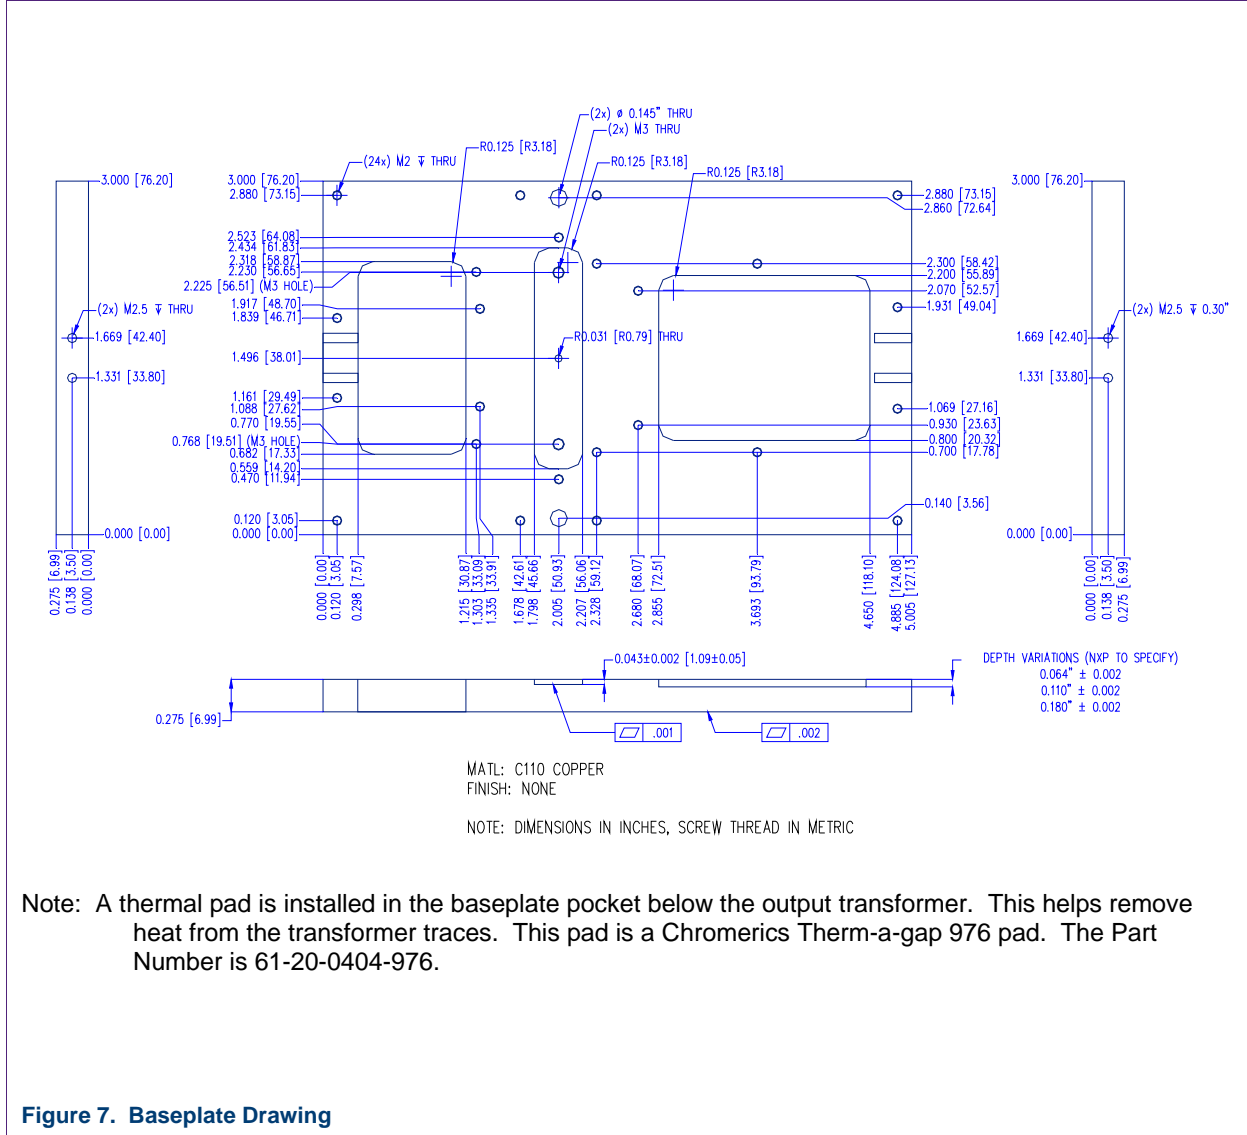 (2x) ø 0.145" THRU
(2x) M3 THRU
R0.125 [R3.18]
(24x) M2 ↧ THRU
R0.125 [R3.18]
R0.125 [R3.18]
3.000 [76.20]
3.000 [76.20]
2.880 [73.15]
2.880 [73.15]
2.860 [72.64]
3.000 [76.20]
2.523 [64.08]
2.434 [61.83]
2.318 [58.87]
2.230 [56.65]
2.225 [56.51] (M3 HOLE)
1.917 [48.70]
1.839 [46.71]
2.300 [58.42]
2.200 [55.89]
2.070 [52.57]
1.931 [49.04]
(2x) M2.5 ↧ THRU
(2x) M2.5 ↧ 0.30"
1.669 [42.40]
R0.031 [R0.79] THRU
1.669 [42.40]
1.496 [38.01]
1.331 [33.80]
1.331 [33.80]
1.161 [29.49]
1.088 [27.62]
0.770 [19.55]
0.768 [19.51] (M3 HOLE)
0.682 [17.33]
0.559 [14.20]
0.470 [11.94]
1.069 [27.16]
0.930 [23.63]
0.800 [20.32]
0.700 [17.78]
0.140 [3.56]
0.120 [3.05]
0.000 [0.00]
0.000 [0.00]
0.000 [0.00]
0.275 [6.99]
0.138 [3.50]
0.000 [0.00]
0.000 [0.00]
0.120 [3.05]
0.298 [7.57]
1.215 [30.87]
1.303 [33.09]
1.335 [33.91]
1.678 [42.61]
1.798 [45.66]
2.005 [50.93]
2.207 [56.06]
2.328 [59.12]
2.680 [68.07]
2.855 [72.51]
3.693 [93.79]
4.650 [118.10]
4.885 [124.08]
5.005 [127.13]
0.000 [0.00]
0.138 [3.50]
0.275 [6.99]
0.043±0.002 [1.09±0.05]
DEPTH VARIATIONS (NXP TO SPECIFY)
0.064" ± 0.002
0.110" ± 0.002
0.180" ± 0.002
0.275 [6.99]
⏥ .001
⏥ .002
MATL: C110 COPPER
FINISH: NONE
NOTE: DIMENSIONS IN INCHES, SCREW THREAD IN METRIC
Note: A thermal pad is installed in the baseplate pocket below the output transformer. This helps remove
heat from the transformer traces. This pad is a Chromerics Therm-a-gap 976 pad. The Part
Number is 61-20-0404-976.
Figure 7. Baseplate Drawing